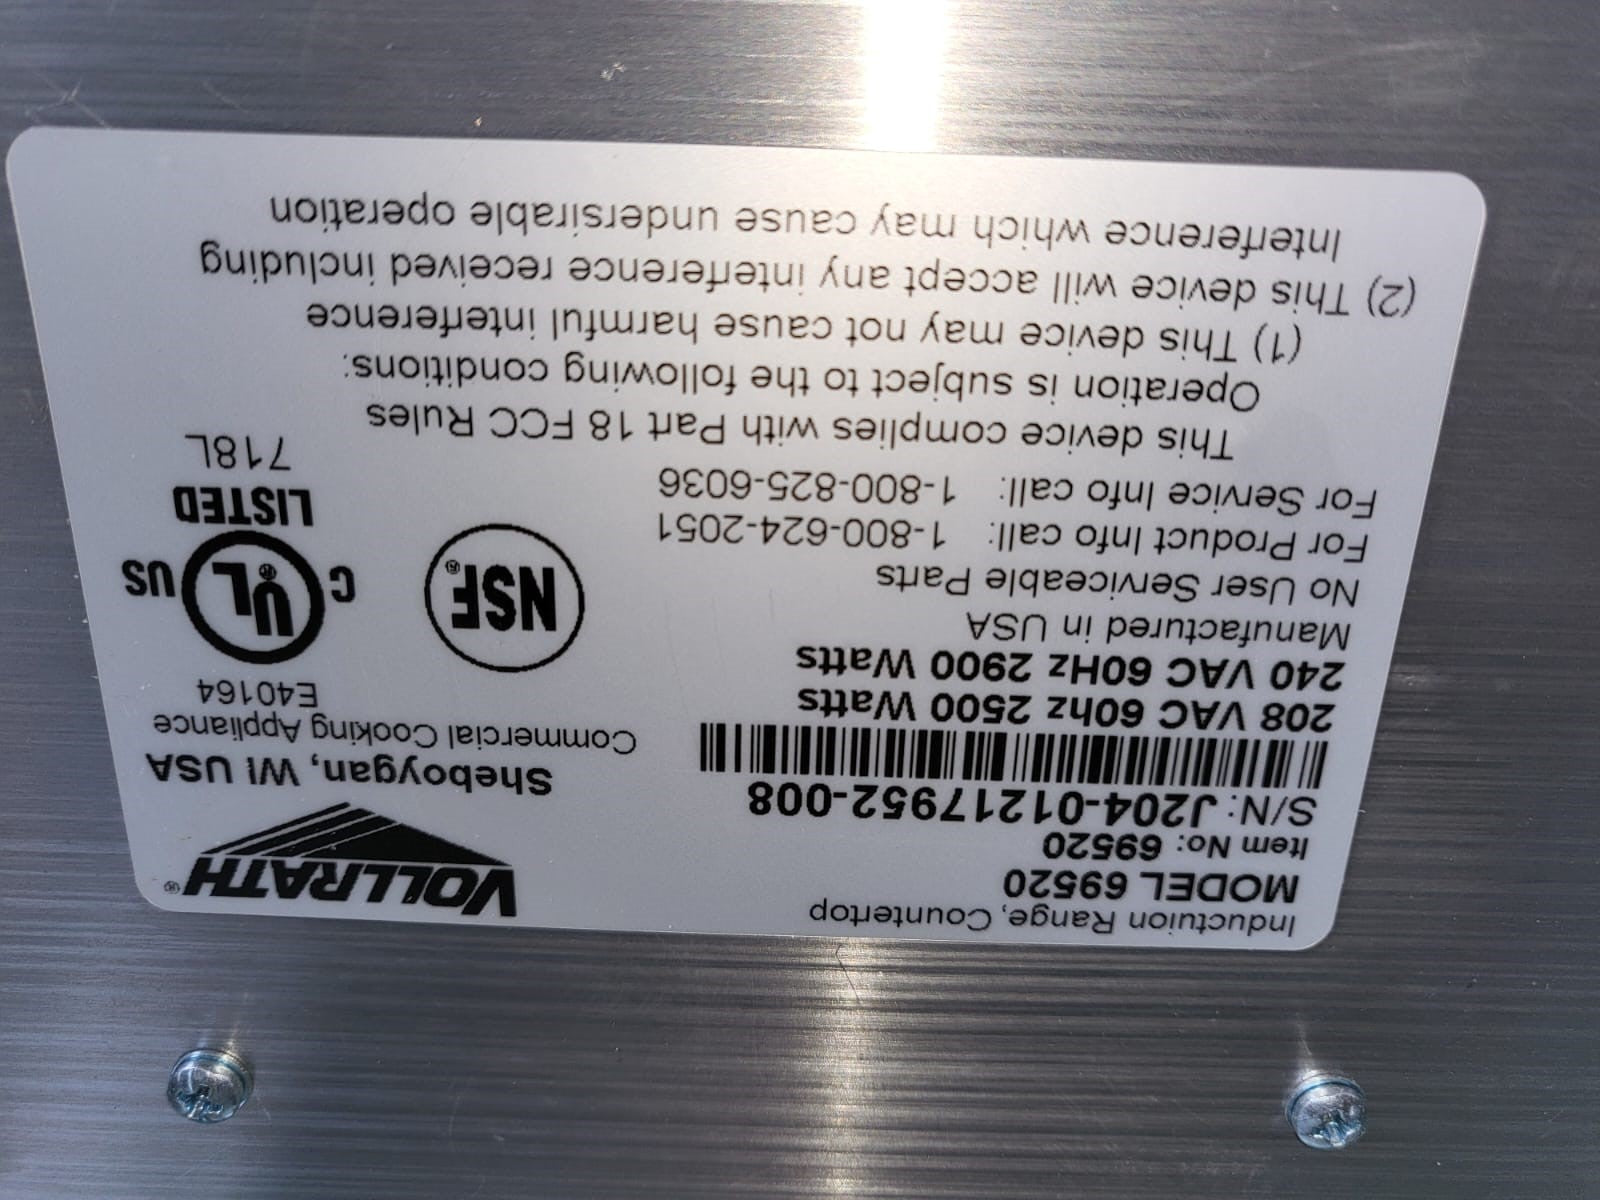 Inductuion Range, Countertop
MODEL 69520
Item No: 69520
S/N: J204-01217952-008
208 VAC 60hz 2500 Watts
240 VAC 60Hz 2900 Watts
Manufactured in USA
No User Serviceable Parts
For Product Info call: 1-800-624-2051
For Service Info call: 1-800-825-6036
VOLLRATH®
Sheboygan, WI USA
Commercial Cooking Appliance
E40164
NSF®
C UL® US
LISTED
718L
This device complies with Part 18 FCC Rules
Operation is subject to the following conditions:
(1) This device may not cause harmful interference
(2) This device will accept any interference received including
Interference which may cause undersirable operation